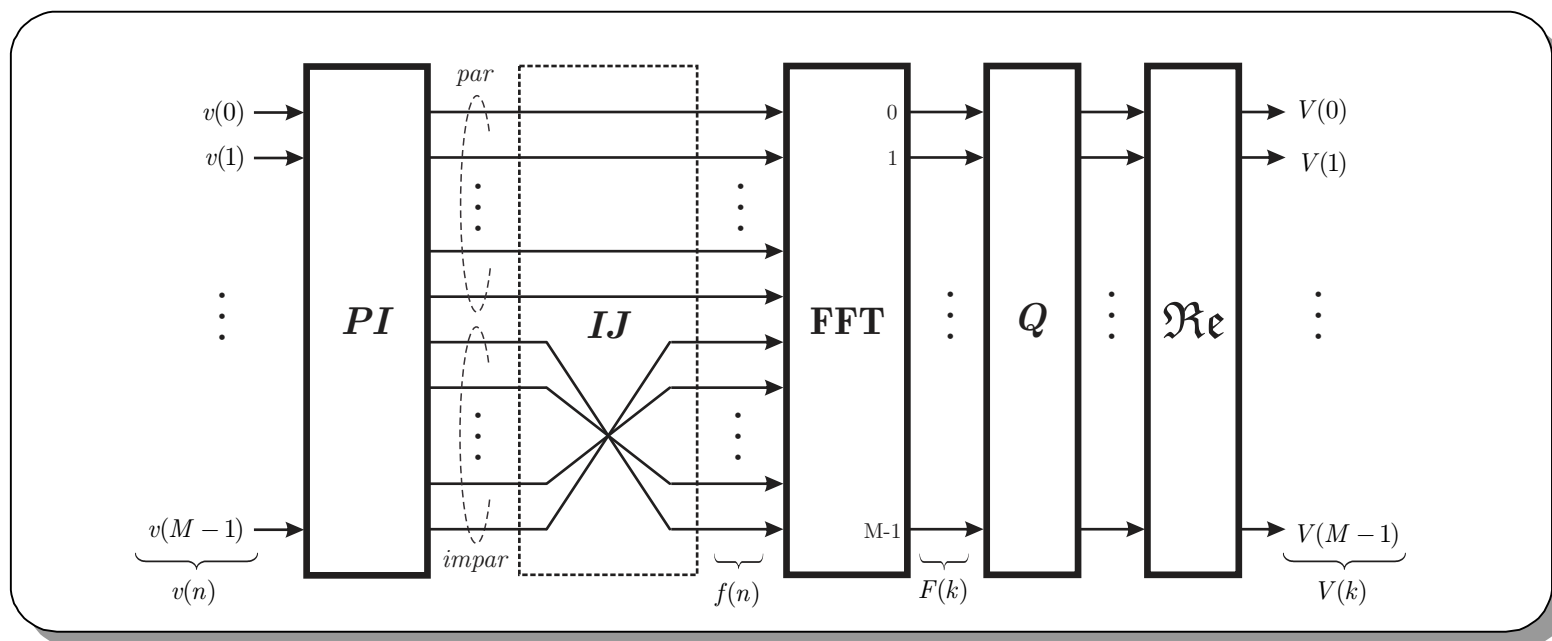 par
v(0)
0
V(0)
v(1)
1
V(1)
PI
IJ
FFT
Q
ℜe
v(M − 1)
M-1
V(M − 1)
impar
v(n)
f(n)
F(k)
V(k)